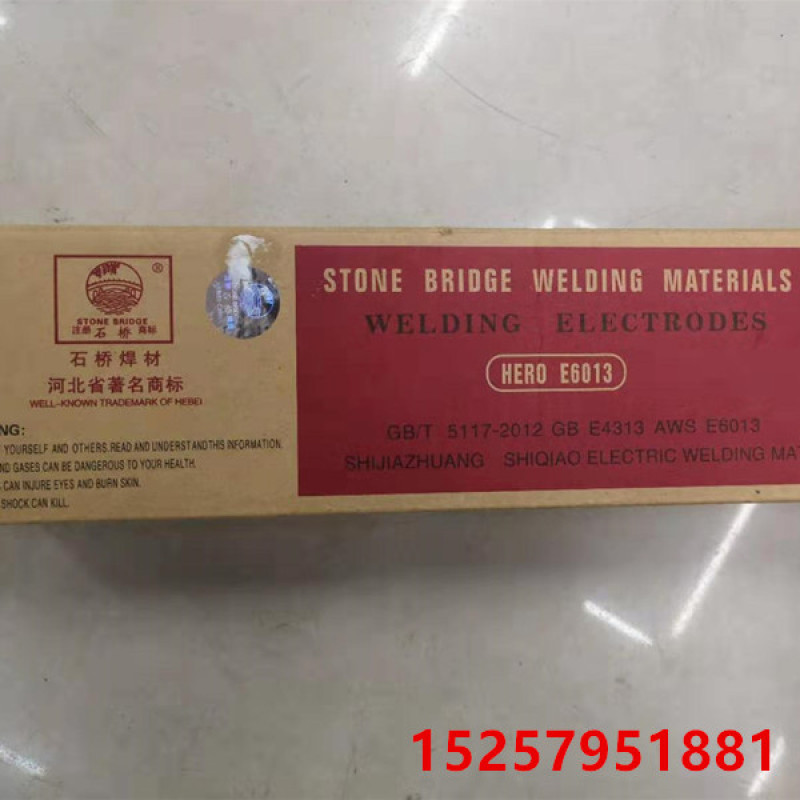 ®
STONE BRIDGE
注册 石桥 商标
石桥焊材
河北省著名商标
WELL-KNOWN TRADEMARK OF HEBEI
NG:
YOURSELF AND OTHERS.READ AND UNDERSTAND THIS INFORMATION.
ND GASES CAN BE DANGEROUS TO YOUR HEALTH.
CAN INJURE EYES AND BURN SKIN.
SHOCK CAN KILL.
STONE BRIDGE WELDING MATERIALS
WELDING ELECTRODES
HERO E6013
GB/T 5117-2012 GB E4313 AWS E6013
SHIJIAZHUANG SHIQIAO ELECTRIC WELDING MA
15257951881